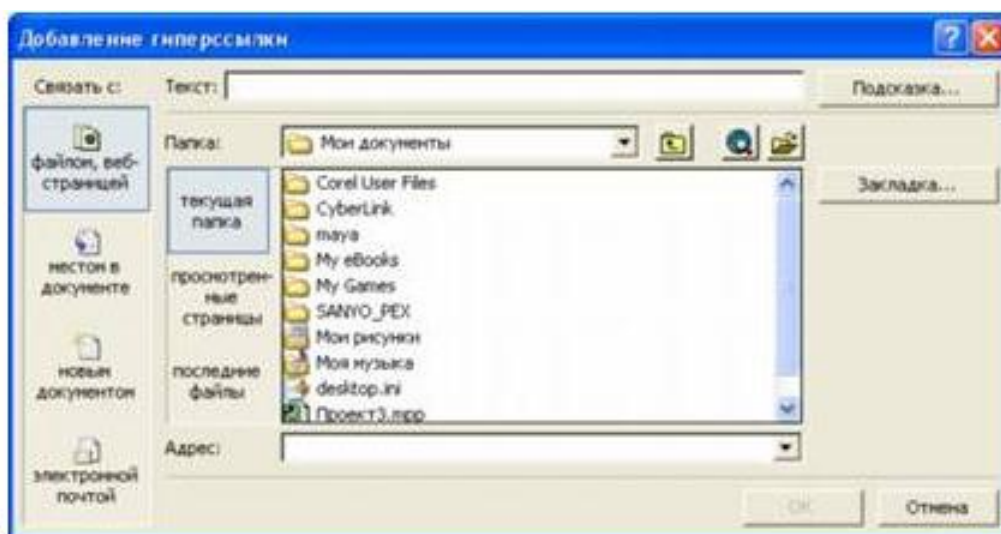 Добавление гиперссылки
Связать с:
Текст:
Подсказка...
файлом, веб-
страницей
Папка:
Мои документы
текущая
папка
Corel User Files
CyberLink
maya
My eBooks
My Games
SANYO_PEX
Мои рисунки
Моя музыка
desktop.ini
Проект3.mpp
Закладка...
местом в
документе
просмотрен-
ные
страницы
новым
документом
последние
файлы
Адрес:
электронной
почтой
ОК
Отмена